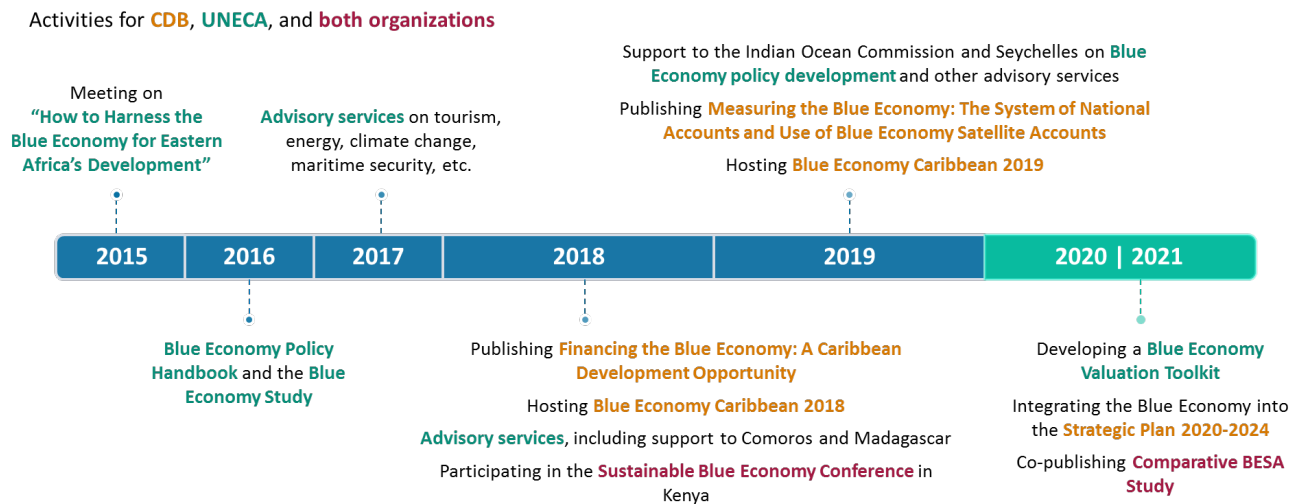 Activities for CDB, UNECA, and both organizations
Meeting on
“How to Harness the
Blue Economy for Eastern
Africa’s Development”
Advisory services on tourism,
energy, climate change,
maritime security, etc.
Support to the Indian Ocean Commission and Seychelles on Blue
Economy policy development and other advisory services
Publishing Measuring the Blue Economy: The System of National
Accounts and Use of Blue Economy Satellite Accounts
Hosting Blue Economy Caribbean 2019
2015
2016
2017
2018
2019
2020 | 2021
Blue Economy Policy
Handbook and the Blue
Economy Study
Publishing Financing the Blue Economy: A Caribbean
Development Opportunity
Hosting Blue Economy Caribbean 2018
Advisory services, including support to Comoros and Madagascar
Participating in the Sustainable Blue Economy Conference in
Kenya
Developing a Blue Economy
Valuation Toolkit
Integrating the Blue Economy into
the Strategic Plan 2020-2024
Co-publishing Comparative BESA
Study